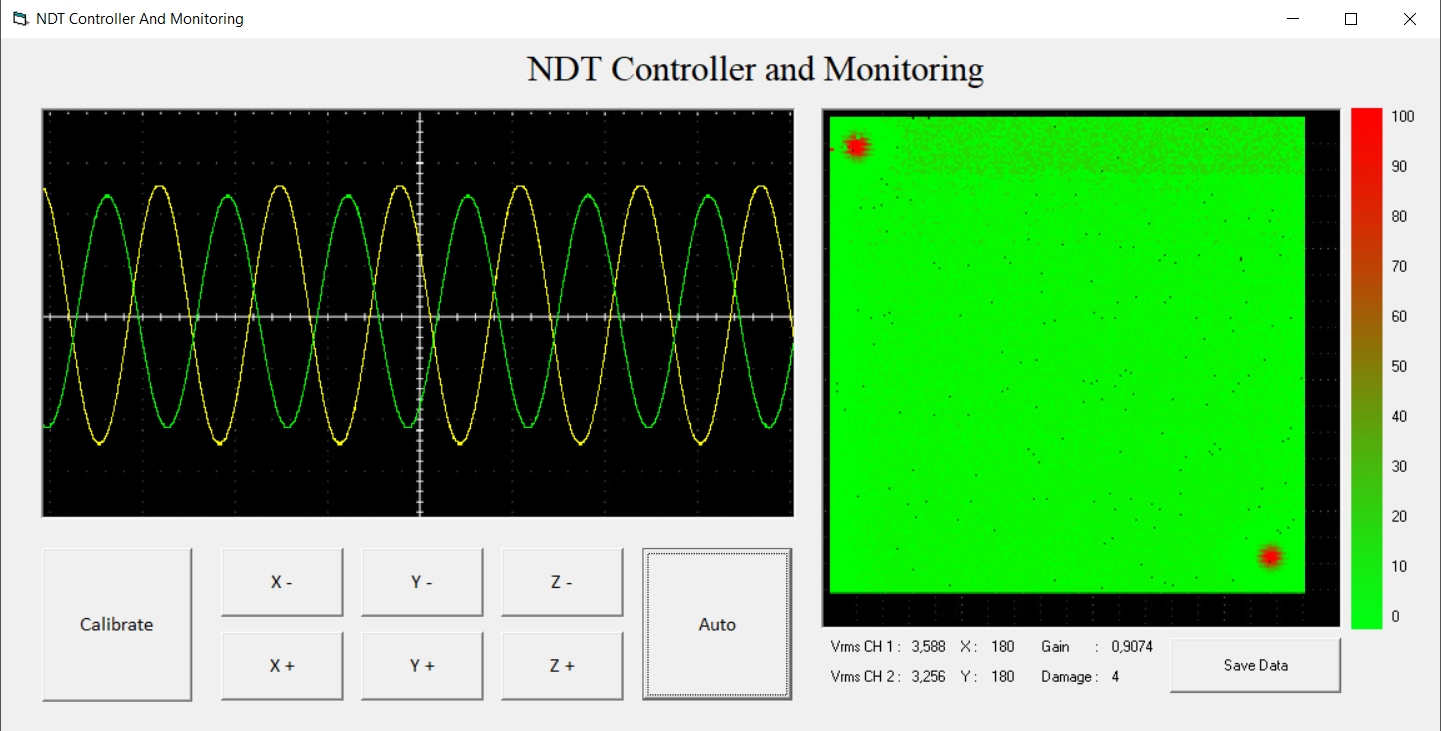 NDT Controller And Monitoring
NDT Controller and Monitoring
100
90
80
70
60
50
40
30
20
10
0
Calibrate
X -
Y -
Z -
X +
Y +
Z +
Auto
Vrms CH 1 : 3,588 X : 180 Gain : 0,9074
Vrms CH 2 : 3,256 Y : 180 Damage : 4
Save Data